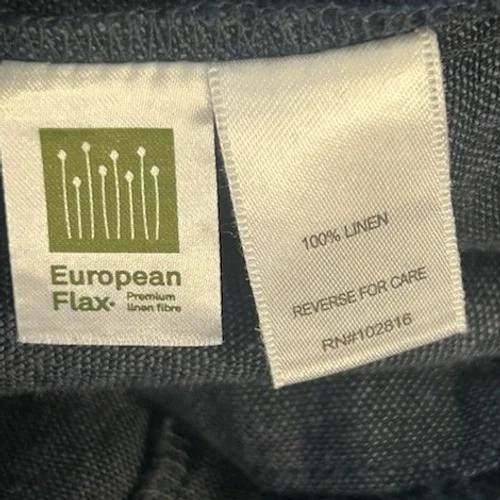 European
Flax®
Premium
linen fibre
100% LINEN
REVERSE FOR CARE
RN#102816